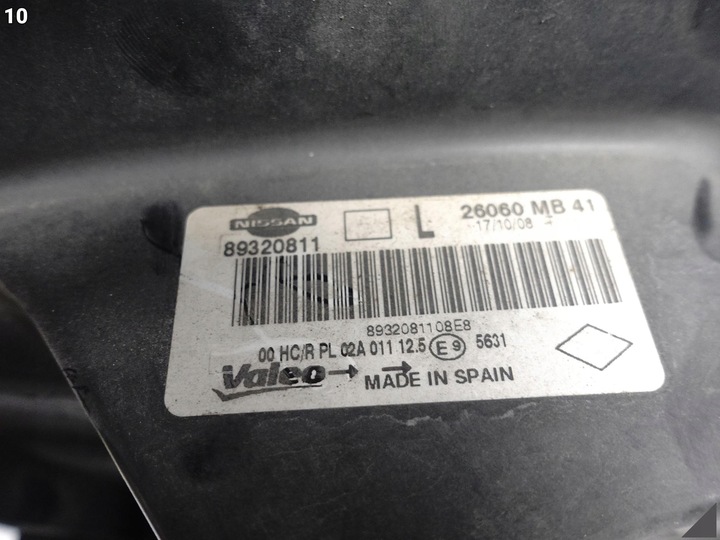 10
NISSAN
L
26060 MB 41
17/10/08
89320811
8932081108E8
00 HC/R PL 02A 011 12.5 E9 5631
Valeo → → MADE IN SPAIN